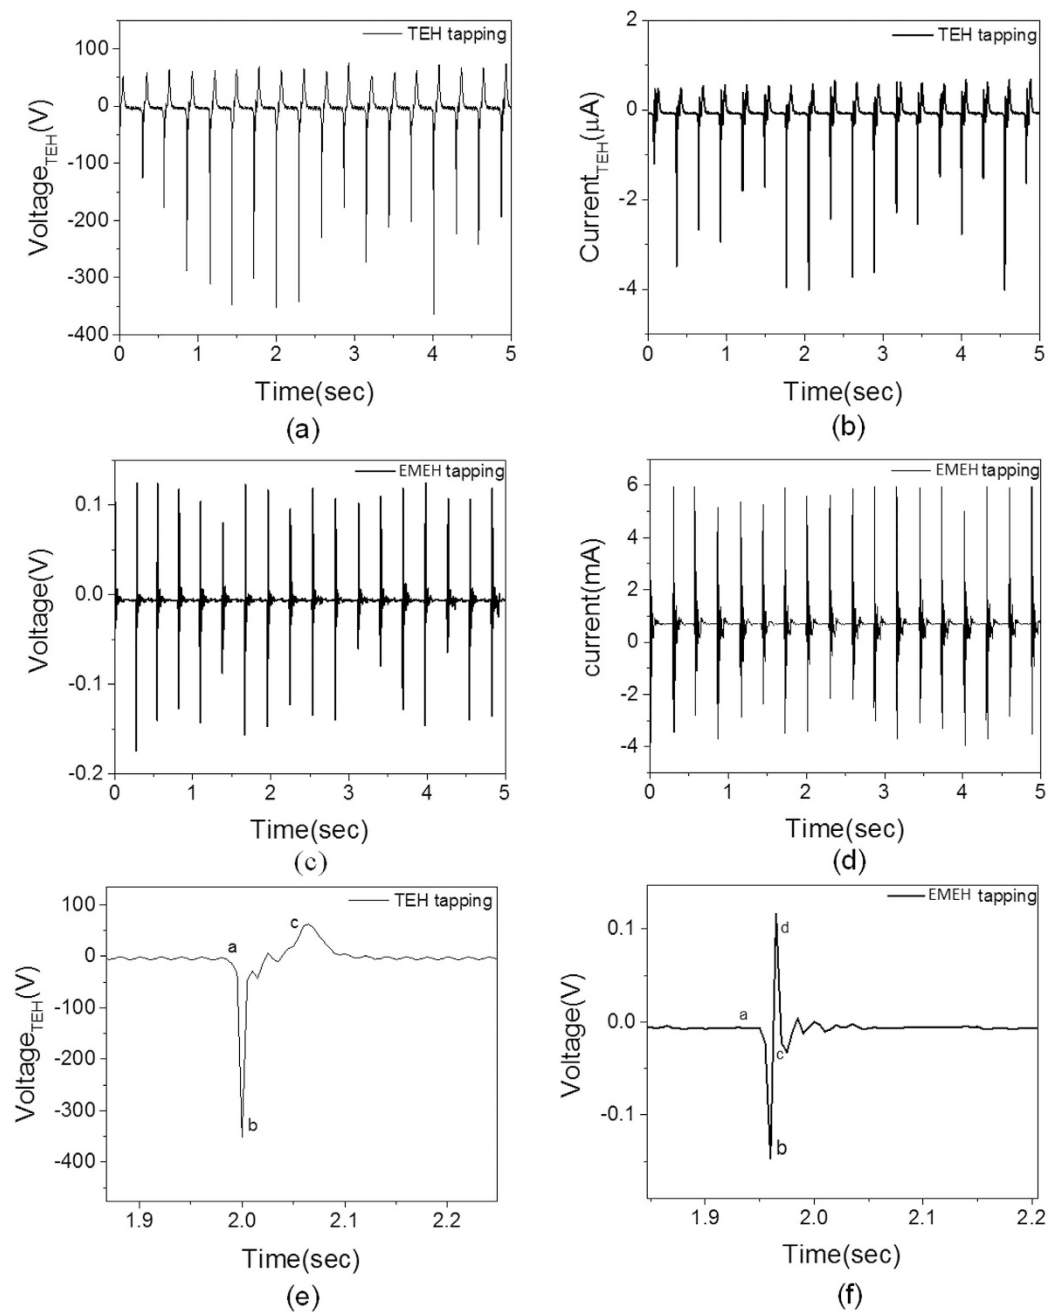 TEH tapping
100
0
-100
-200
-300
-400
0 1 2 3 4 5
Voltage_TEH(V)
Time(sec)
(a)
TEH tapping
2
0
-2
-4
0 1 2 3 4 5
Current_TEH(μA)
Time(sec)
(b)
EMEH tapping
0.1
0.0
-0.1
-0.2
0 1 2 3 4 5
Voltage(V)
Time(sec)
(c)
EMEH tapping
6
4
2
0
-2
-4
0 1 2 3 4 5
current(mA)
Time(sec)
(d)
TEH tapping
100
0
-100
-200
-300
-400
a
b
c
1.9 2.0 2.1 2.2
Voltage_TEH(V)
Time(sec)
(e)
EMEH tapping
0.1
0.0
-0.1
a
b
c
d
1.9 2.0 2.1 2.2
Voltage(V)
Time(sec)
(f)